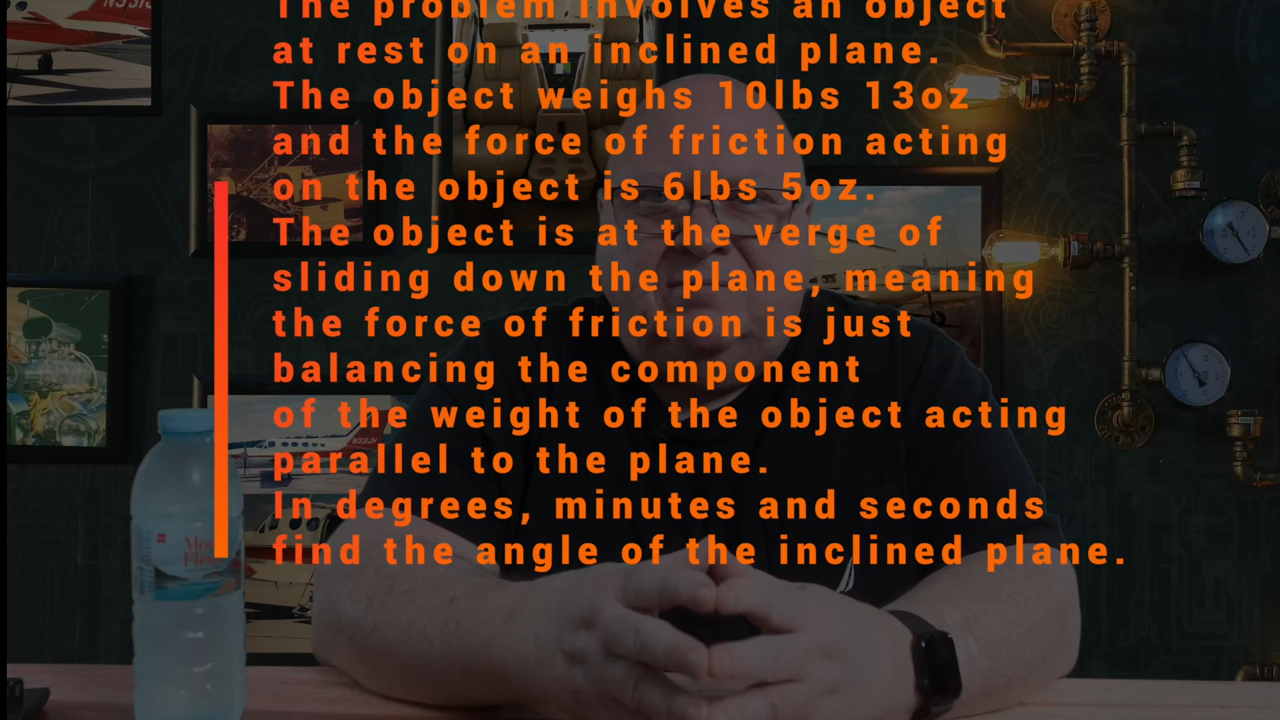 The problem involves an object
at rest on an inclined plane.
The object weighs 10lbs 13oz
and the force of friction acting
on the object is 6lbs 5oz.
The object is at the verge of
sliding down the plane, meaning
the force of friction is just
balancing the component
of the weight of the object acting
parallel to the plane.
In degrees, minutes and seconds
find the angle of the inclined plane.